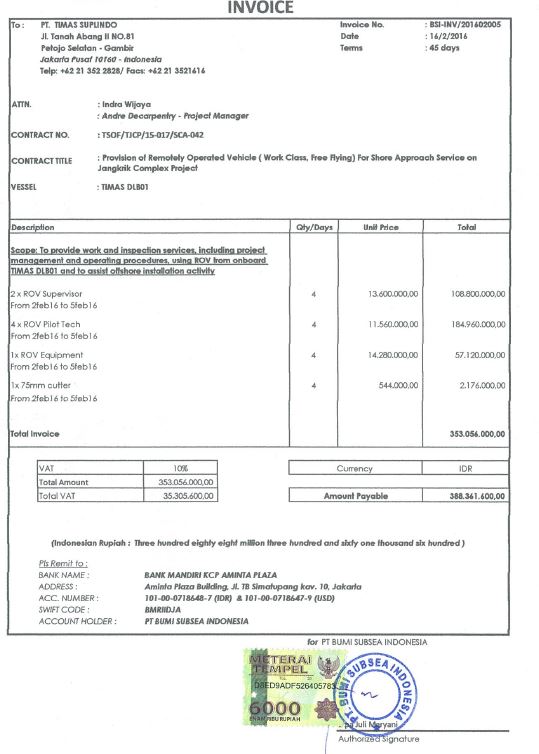 INVOICE
To : PT. TIMAS SUPLINDO
Jl. Tanah Abang II NO.81
Petojo Selatan - Gambir
Jakarta Pusat 10160 - Indonesia
Telp: +62 21 352 2828/ Facs: +62 21 3521616
Invoice No. : BSI-INV/201602005
Date : 16/2/2016
Terms : 45 days
ATTN. : Indra Wijaya
: Andre Decarpentry - Project Manager
CONTRACT NO. : TSOF/TJCP/15-017/SCA-042
CONTRACT TITLE : Provision of Remotely Operated Vehicle ( Work Class, Free Flying) For Shore Approach Service on
Jangkrik Complex Project
VESSEL : TIMAS DLB01
Description Qty/Days Unit Price Total
Scope: To provide work and inspection services, including project
management and operating procedures, using ROV from onboard
TIMAS DLB01 and to assist offshore installation activity
2 x ROV Supervisor 4 13.600.000,00 108.800.000,00
From 2feb16 to 5feb16
4 x ROV Pilot Tech 4 11.560.000,00 184.960.000,00
From 2feb16 to 5feb16
1x ROV Equipment 4 14.280.000,00 57.120.000,00
From 2feb16 to 5feb16
1x 75mm cutter 4 544.000,00 2.176.000,00
From 2feb16 to 5feb16
Total Invoice 353.056.000,00
VAT 10%
Total Amount 353.056.000,00
Total VAT 35.305.600,00
Currency IDR
Amount Payable 388.361.600,00
(Indonesian Rupiah : Three hundred eighty eight million three hundred and sixty one thousand six hundred )
Pls Remit to :
BANK NAME : BANK MANDIRI KCP AMINTA PLAZA
ADDRESS : Aminta Plaza Building, Jl. TB Simatupang kav. 10, Jakarta
ACC. NUMBER : 101-00-0718648-7 (IDR) & 101-00-0718647-9 (USD)
SWIFT CODE : BMRIIDJA
ACCOUNT HOLDER : PT BUMI SUBSEA INDONESIA
for PT BUMI SUBSEA INDONESIA
METERAI
TEMPEL
D8ED9ADF526405783
6000
ENAM RIBU RUPIAH
PT. BUMI SUBSEA INDONESIA
Juli Maryani
Authorized Signature